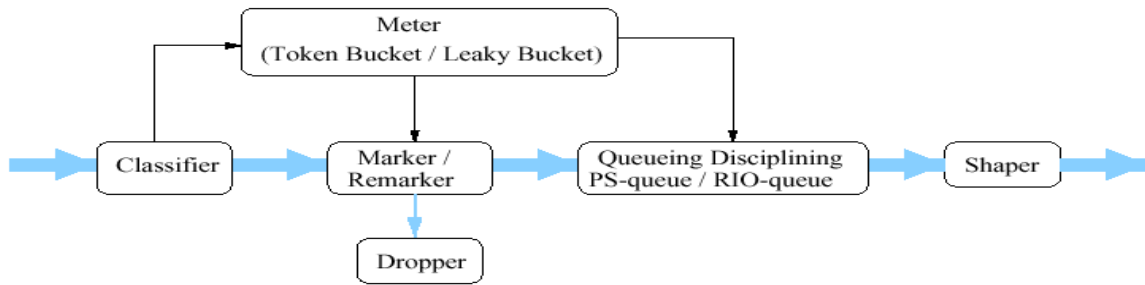 Meter
(Token Bucket / Leaky Bucket)
Classifier
Marker /
Remarker
Queueing Disciplining
PS-queue / RIO-queue
Shaper
Dropper